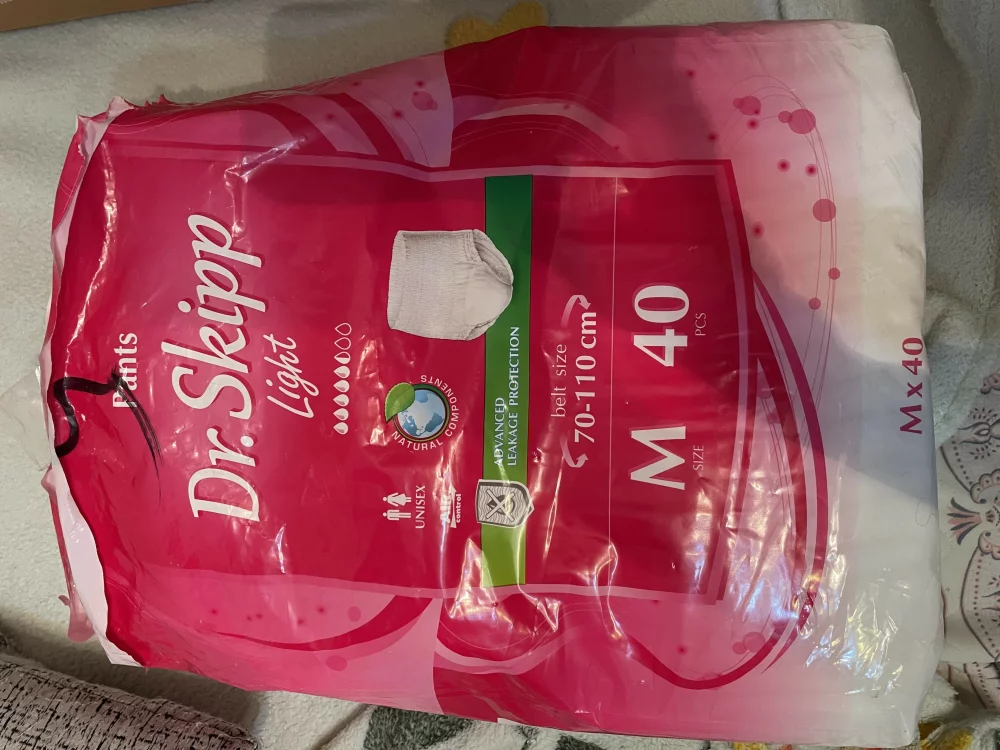 Pants
Dr. Skipp
Light
NATURAL COMPONENTS
UNISEX
AIR
control
ADVANCED
LEAKAGE PROTECTION
belt size
70-110 cm
M 40
SIZE PCS
M x 40